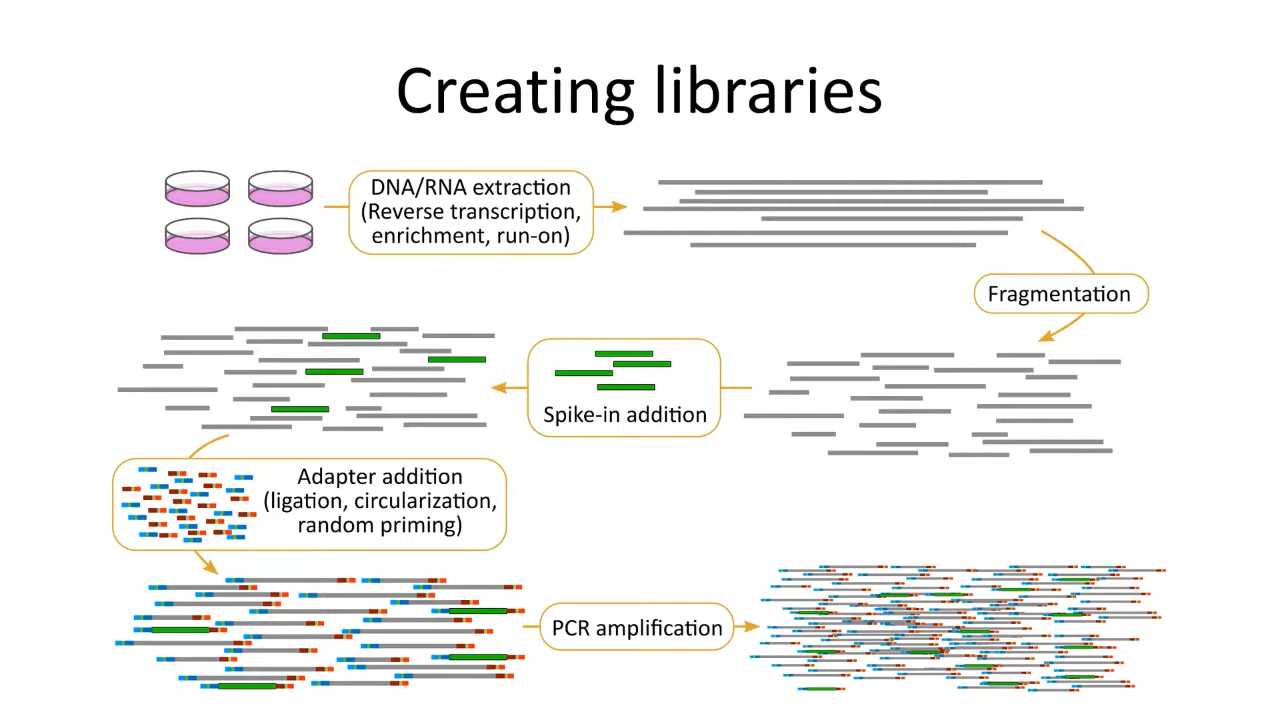 Creating libraries
DNA/RNA extraction
(Reverse transcription,
enrichment, run-on)
Fragmentation
Spike-in addition
Adapter addition
(ligation, circularization,
random priming)
PCR amplification